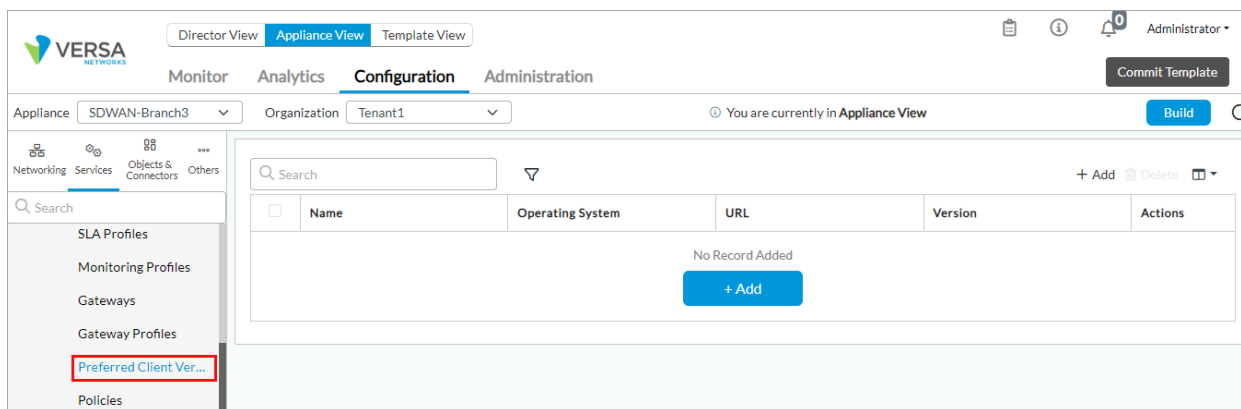 Director View Appliance View Template View
0
Administrator
VERSA
NETWORKS
Monitor Analytics Configuration Administration
Commit Template
Appliance SDWAN-Branch3 Organization Tenant1 You are currently in Appliance View Build
Networking Services Objects & Connectors Others
Search
+ Add Delete
Search
Name Operating System URL Version Actions
SLA Profiles
No Record Added
Monitoring Profiles
+ Add
Gateways
Gateway Profiles
Preferred Client Ver...
Policies